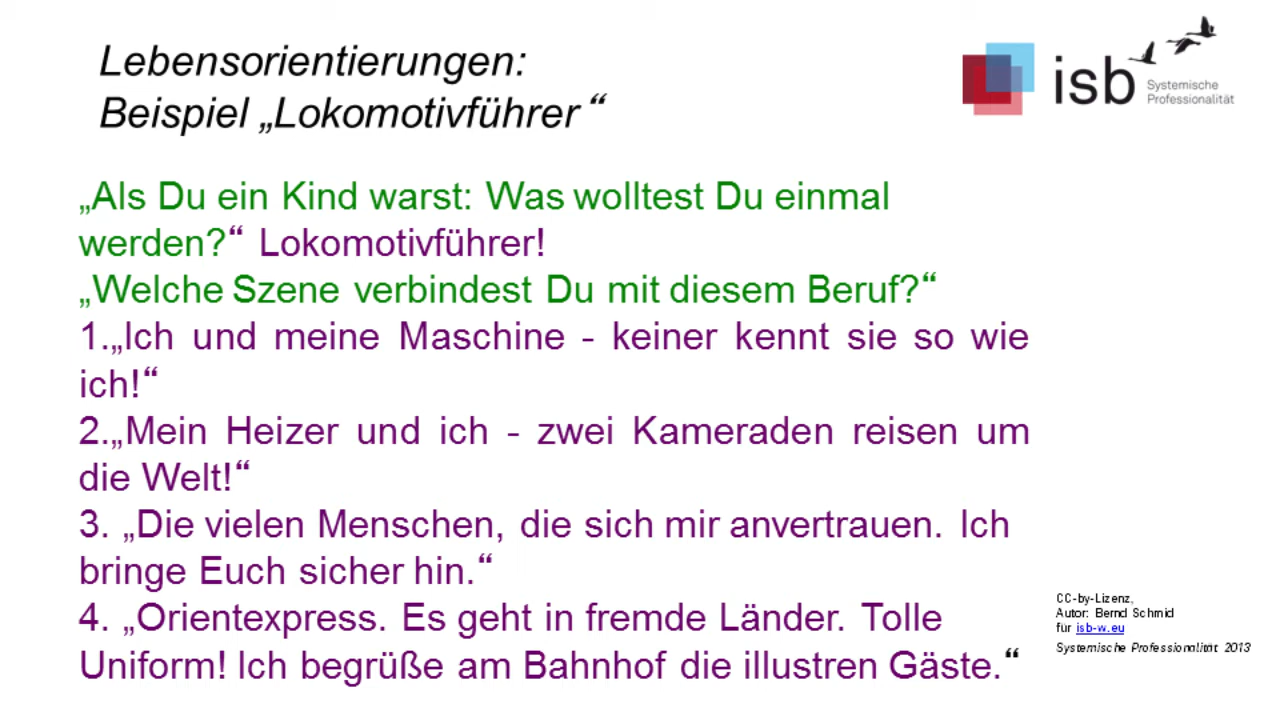 Lebensorientierungen:
Beispiel „Lokomotivführer“
isb
Systemische
Professionalität
„Als Du ein Kind warst: Was wolltest Du einmal
werden?“ Lokomotivführer!
„Welche Szene verbindest Du mit diesem Beruf?“
1.„Ich und meine Maschine - keiner kennt sie so wie
ich!“
2.„Mein Heizer und ich - zwei Kameraden reisen um
die Welt!“
3. „Die vielen Menschen, die sich mir anvertrauen. Ich
bringe Euch sicher hin.“
4. „Orientexpress. Es geht in fremde Länder. Tolle
Uniform! Ich begrüße am Bahnhof die illustren Gäste.“
CC-by-Lizenz,
Autor: Bernd Schmid
für isb-w.eu
Systemische Professionalität 2013